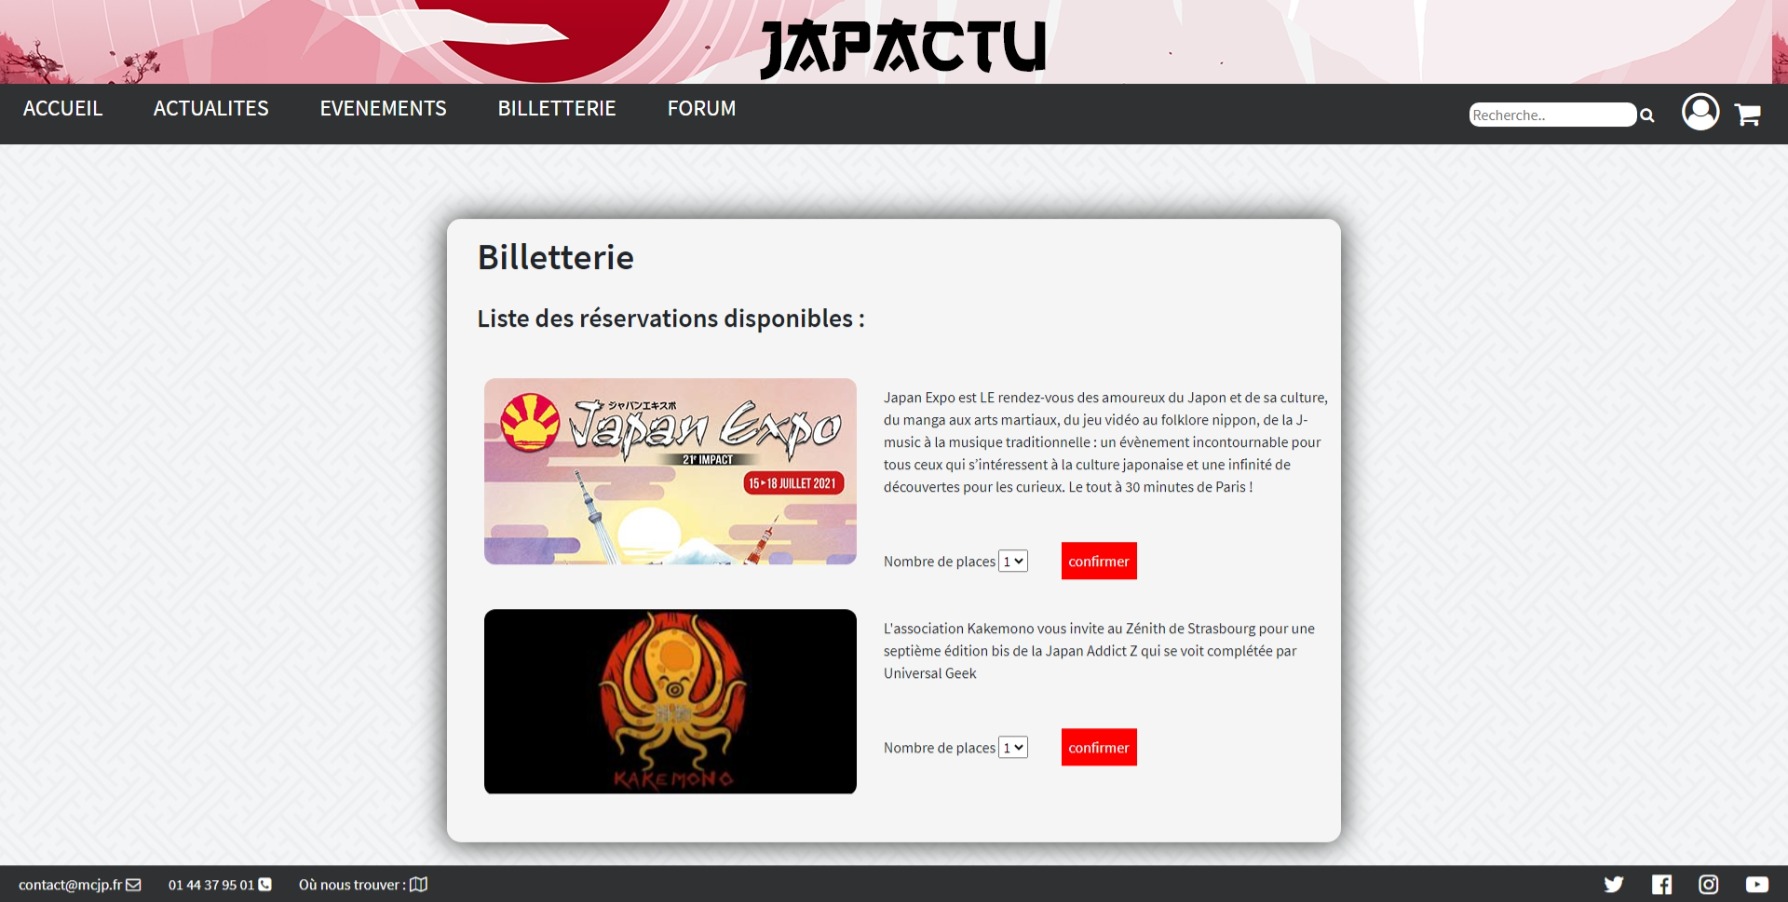 JAPACTU
ACCUEIL ACTUALITES EVENEMENTS BILLETTERIE FORUM
Recherche..
Billetterie
Liste des réservations disponibles :
ジャパンエキスポ
Japan Expo
21e IMPACT
15▸18 JUILLET 2021
Japan Expo est LE rendez-vous des amoureux du Japon et de sa culture,
du manga aux arts martiaux, du jeu vidéo au folklore nippon, de la J-
music à la musique traditionnelle : un évènement incontournable pour
tous ceux qui s’intéressent à la culture japonaise et une infinité de
découvertes pour les curieux. Le tout à 30 minutes de Paris !
Nombre de places 1 confirmer
KAKEMONO
L'association Kakemono vous invite au Zénith de Strasbourg pour une
septième édition bis de la Japan Addict Z qui se voit complétée par
Universal Geek
Nombre de places 1 confirmer
contact@mcjp.fr 01 44 37 95 01 Où nous trouver :